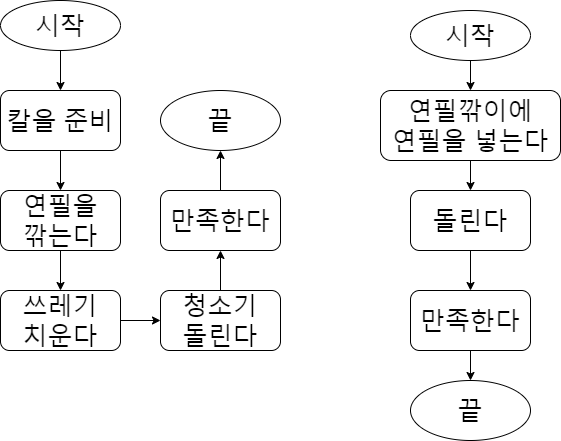 시작
칼을 준비
연필을
깎는다
쓰레기
치운다
청소기
돌린다
만족한다
끝
시작
연필깎이에
연필을 넣는다
돌린다
만족한다
끝